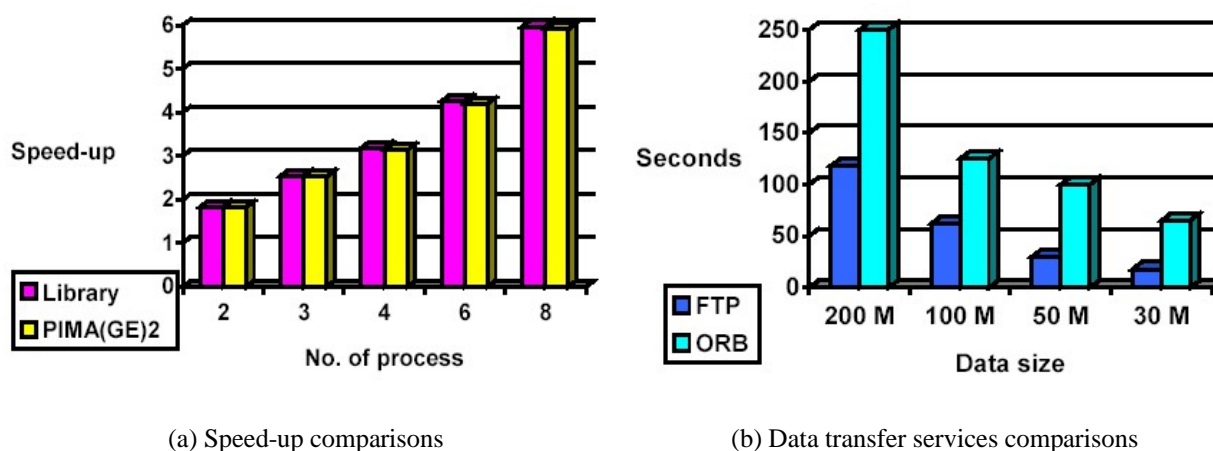 6
5
4
3
2
1
0
Speed-up
2 3 4 6 8
No. of process
Library
PIMA(GE)2
250
200
150
100
50
0
Seconds
200 M 100 M 50 M 30 M
Data size
FTP
ORB
(a) Speed-up comparisons
(b) Data transfer services comparisons